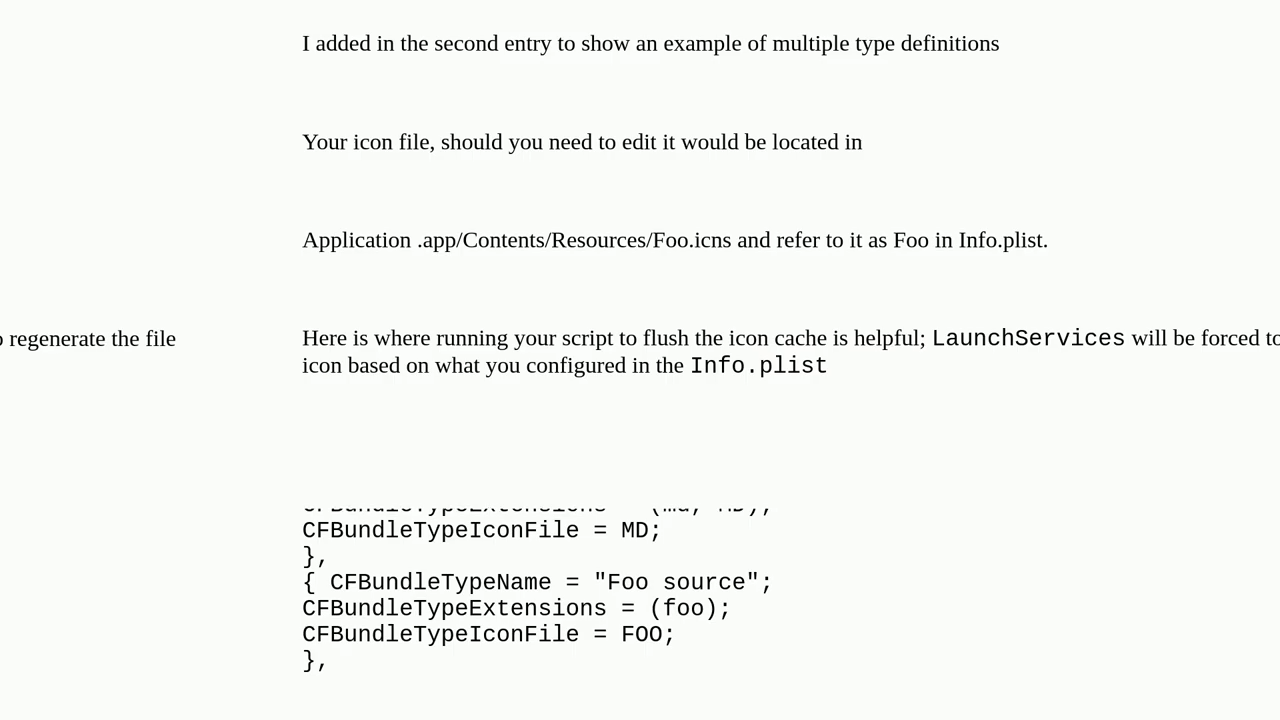 I added in the second entry to show an example of multiple type definitions
Your icon file, should you need to edit it would be located in
Application .app/Contents/Resources/Foo.icns and refer to it as Foo in Info.plist.
regenerate the file
Here is where running your script to flush the icon cache is helpful; LaunchServices will be forced to
icon based on what you configured in the Info.plist
CFBundleTypeExtensions = (md, MD);
CFBundleTypeIconFile = MD;
},
{ CFBundleTypeName = "Foo source";
CFBundleTypeExtensions = (foo);
CFBundleTypeIconFile = FOO;
},